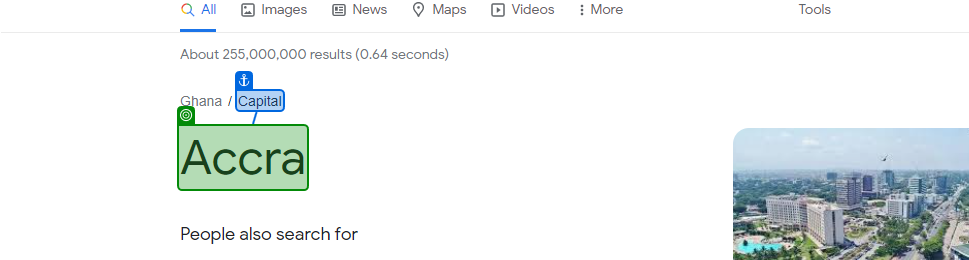 All Images News Maps Videos More Tools
About 255,000,000 results (0.64 seconds)
Ghana / Capital
Accra
People also search for